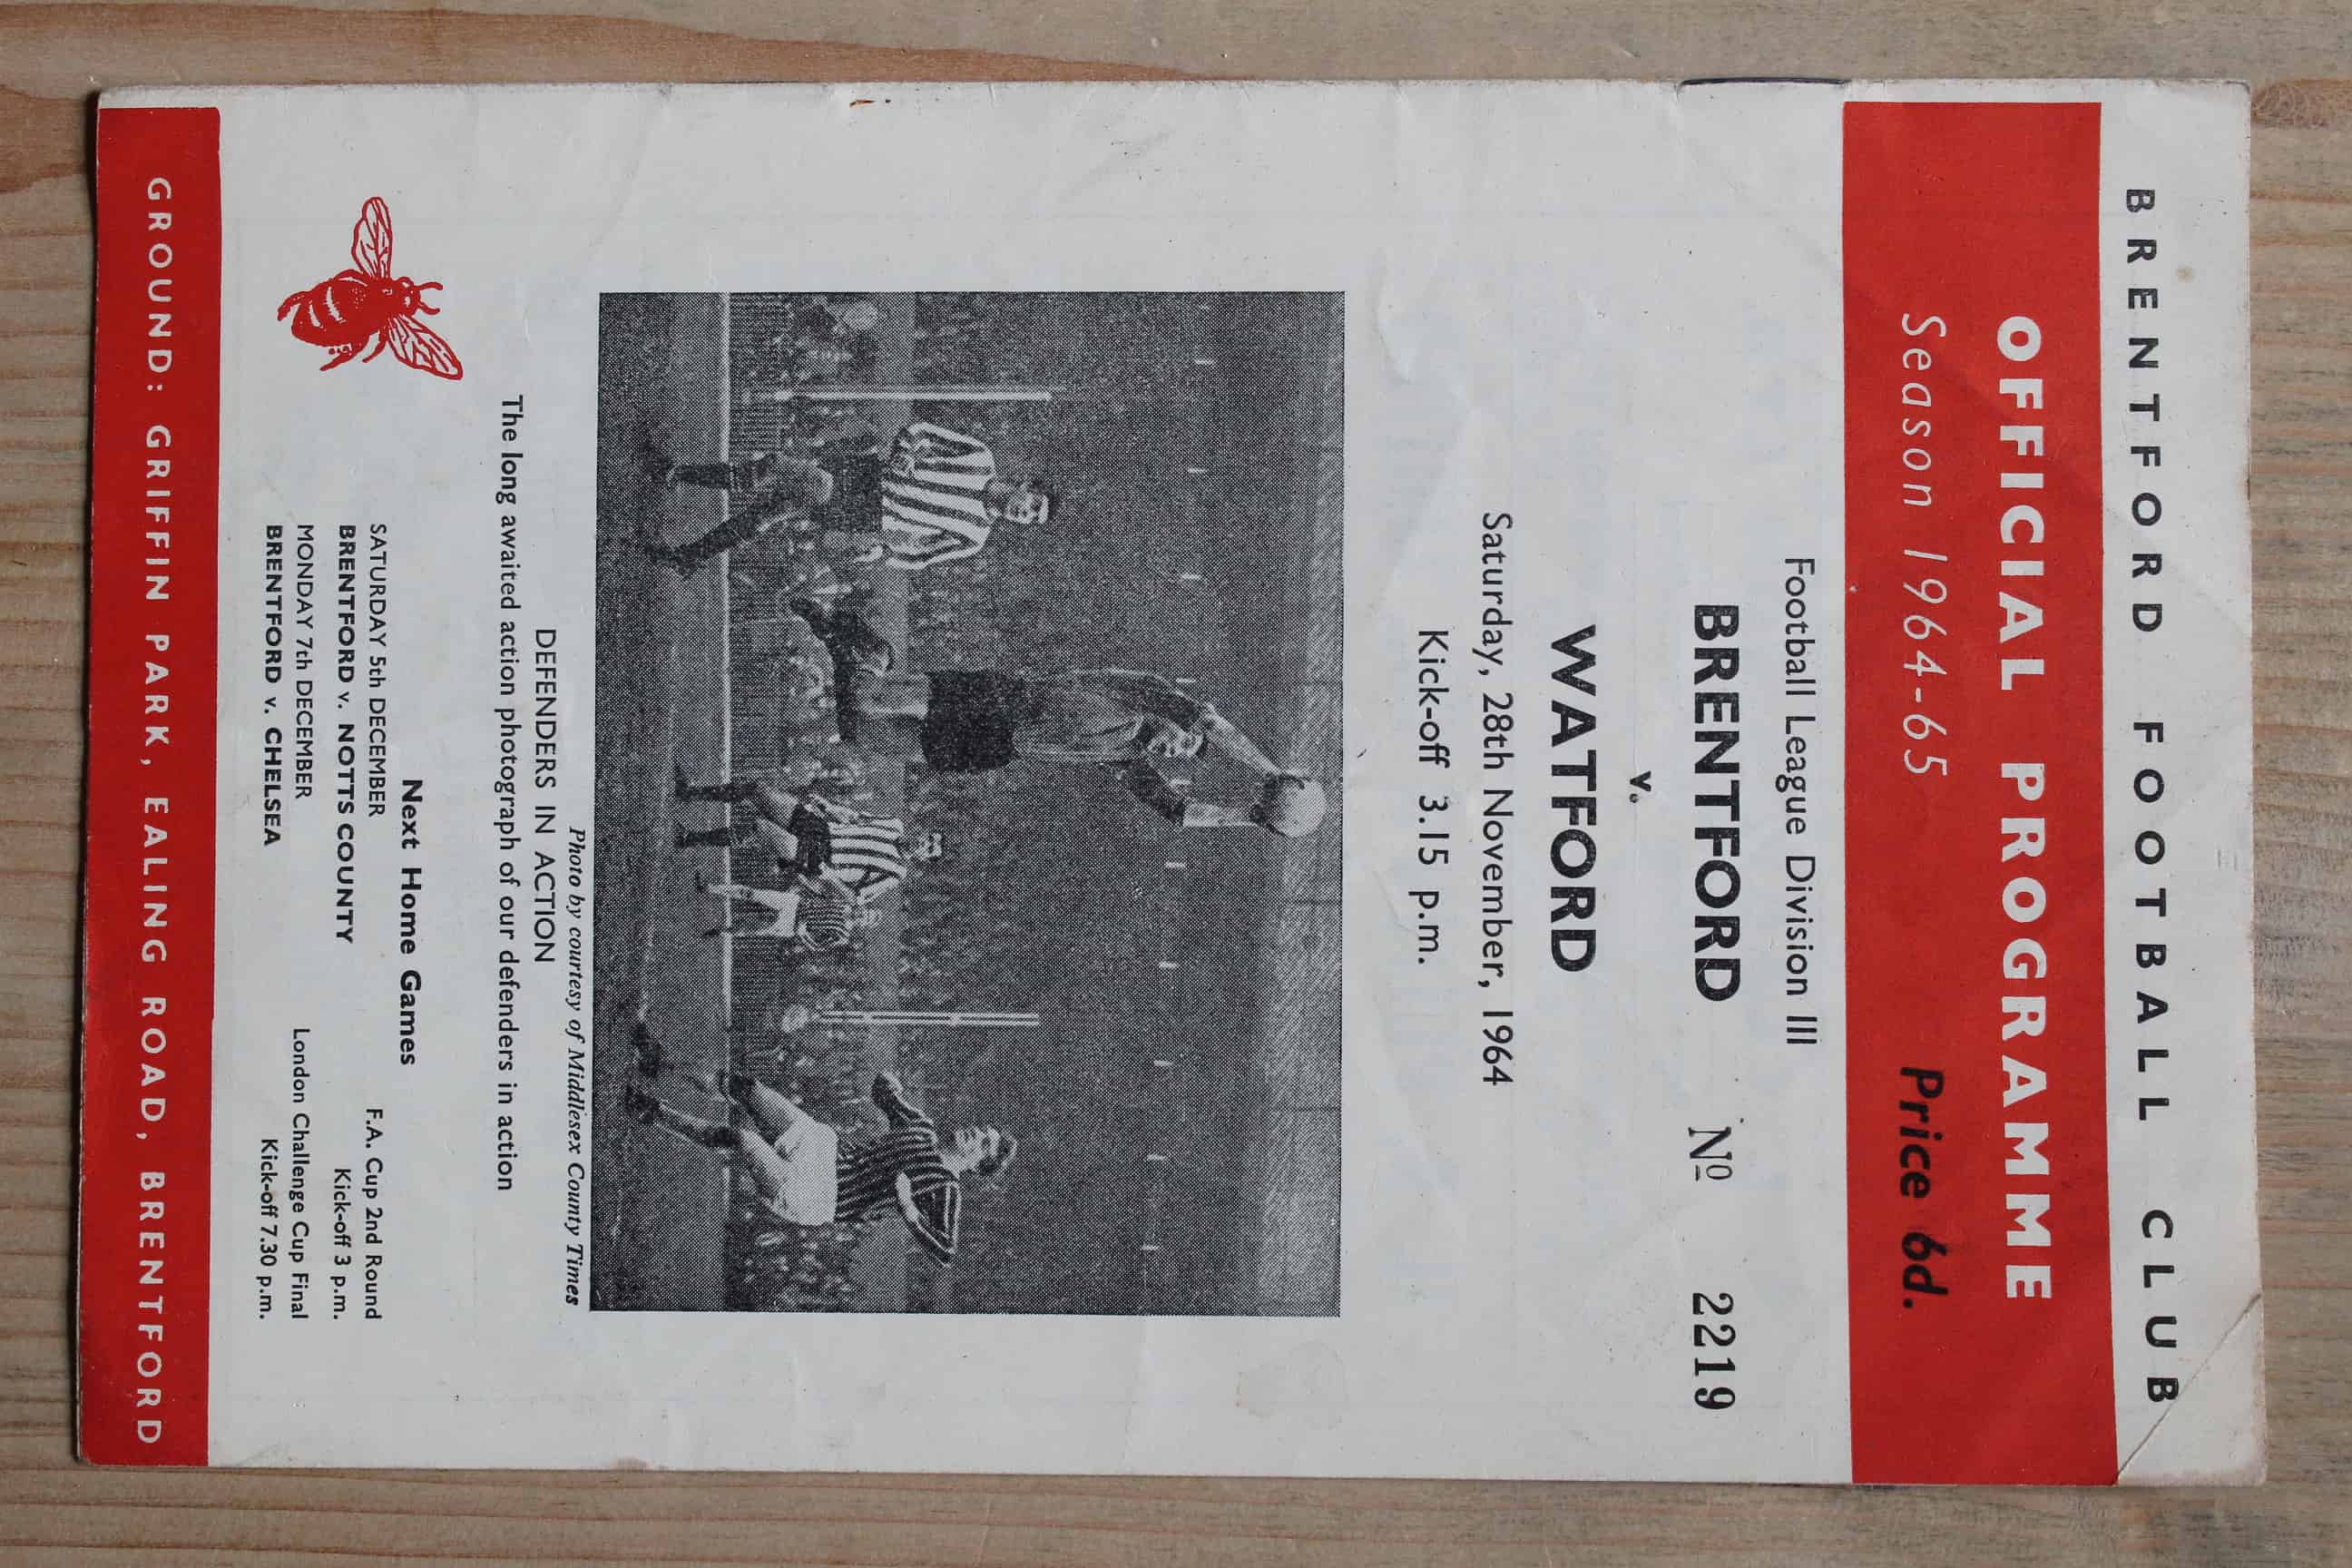 BRENTFORD FOOTBALL CLUB
OFFICIAL PROGRAMME
Season 1964-65 Price 6d.
Football League Division III
BRENTFORD Nº 2219
v.
WATFORD
Saturday, 28th November, 1964
Kick-off 3.15 p.m.
Photo by courtesy of Middlesex County Times
DEFENDERS IN ACTION
The long awaited action photograph of our defenders in action
Next Home Games
SATURDAY 5th DECEMBER F.A. Cup 2nd Round
BRENTFORD v. NOTTS COUNTY Kick-off 3 p.m.
MONDAY 7th DECEMBER London Challenge Cup Final
BRENTFORD v. CHELSEA Kick-off 7.30 p.m.
GROUND: GRIFFIN PARK, EALING ROAD, BRENTFORD